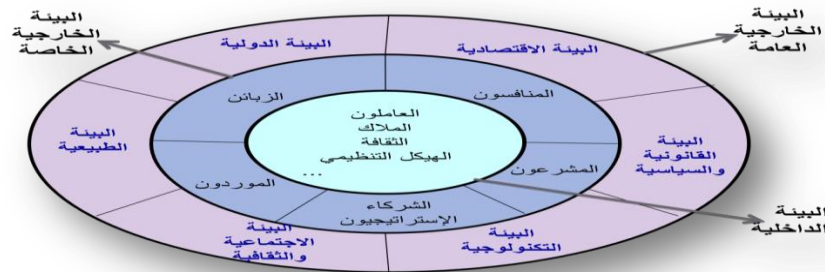 البيئة
الخارجية
العامة
البيئة
الخارجية
الخاصة
البيئة الاقتصادية
البيئة الدولية
المنافسون
الزبائن
العاملون
الملاك
الثقافة
الهيكل التنظيمي
...
البيئة
القانونية
والسياسية
البيئة
الطبيعية
المشرعون
الموردون
الشركاء
الإستراتيجيون
البيئة
الداخلية
البيئة
التكنولوجية
البيئة
الاجتماعية
والثقافية